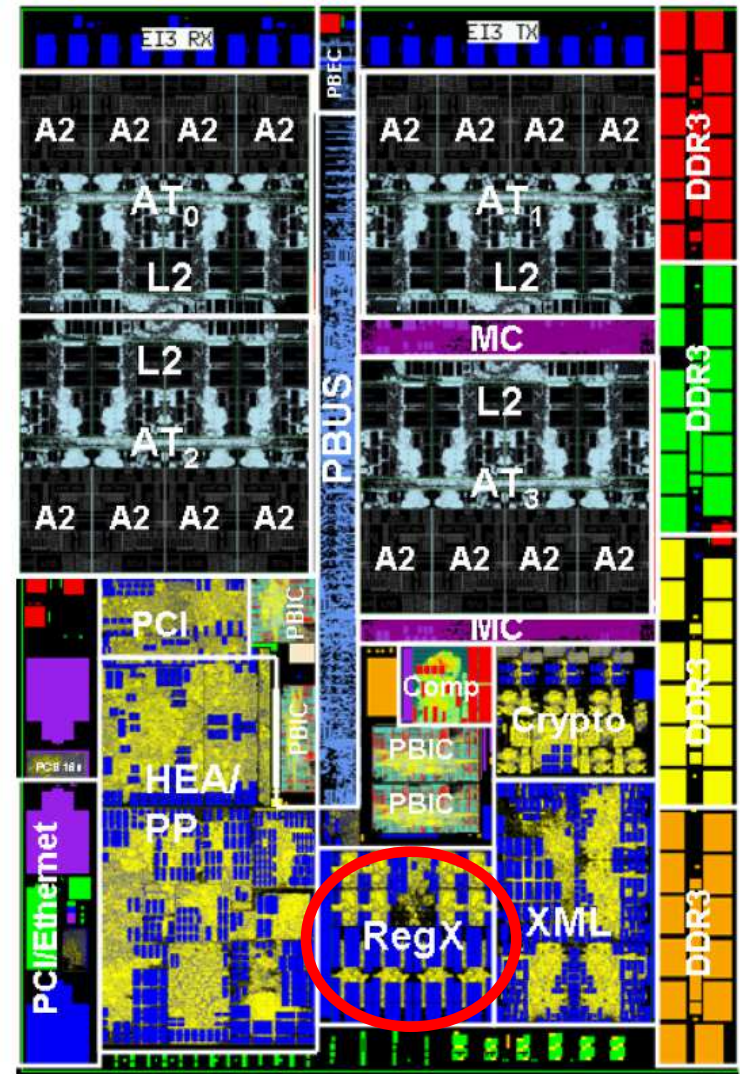 EI3 RX
EI3 TX
PBEC
A2 A2 A2 A2
A2 A2 A2 A2
DDR3
AT0
AT1
L2
L2
MC
PBUS
L2
L2
DDR3
AT2
AT3
A2 A2 A2 A2
A2 A2 A2 A2
PCI
PBIC
MC
Comp
Crypto
DDR3
PBIC
PBIC
HEA/
PP
PBIC
PCI/Ethernet
RegX
XML
DDR3